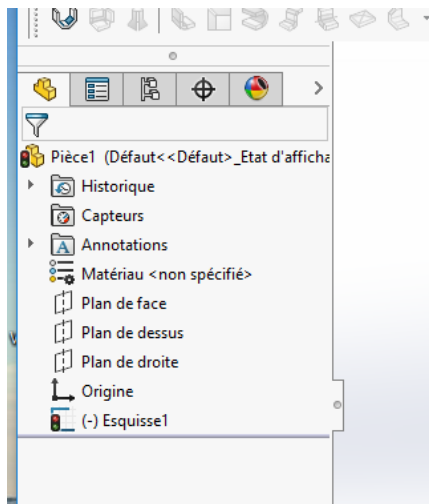 Pièce1 (Défaut<<Défaut>_Etat d'afficha
Historique
Capteurs
Annotations
Matériau <non spécifié>
Plan de face
Plan de dessus
Plan de droite
Origine
(-) Esquisse1